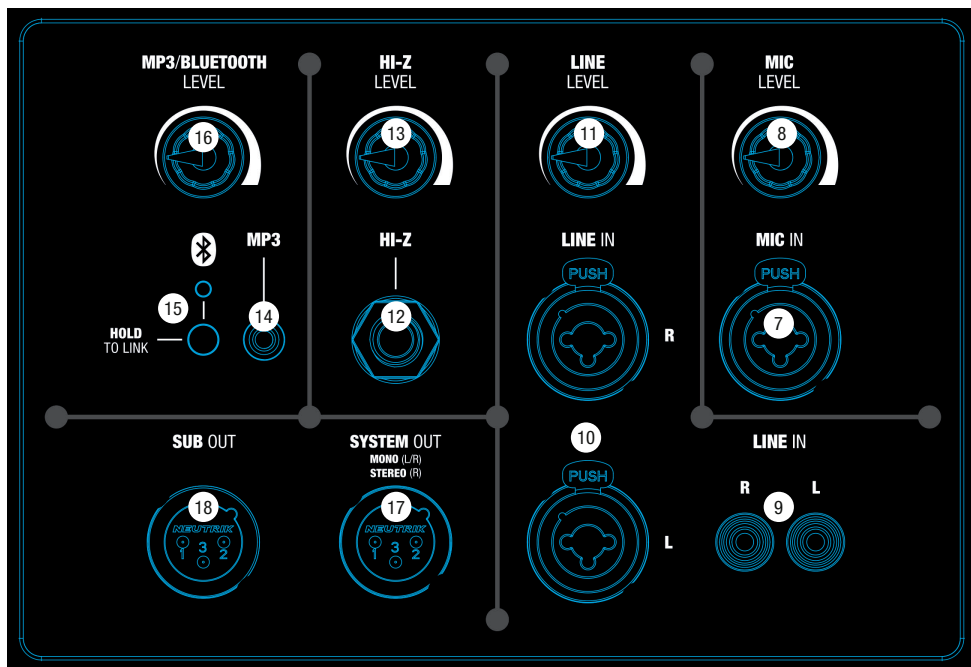 MP3/BLUETOOTH
LEVEL
16
HI-Z
LEVEL
13
LINE
LEVEL
11
MIC
LEVEL
8
MP3
15
14
HOLD
TO LINK
HI-Z
12
LINE IN
PUSH
R
MIC IN
PUSH
7
SUB OUT
18
NEUTRIK
1 3 2
SYSTEM OUT
MONO (L/R)
STEREO (R)
17
NEUTRIK
1 3 2
10
PUSH
L
LINE IN
R L
9